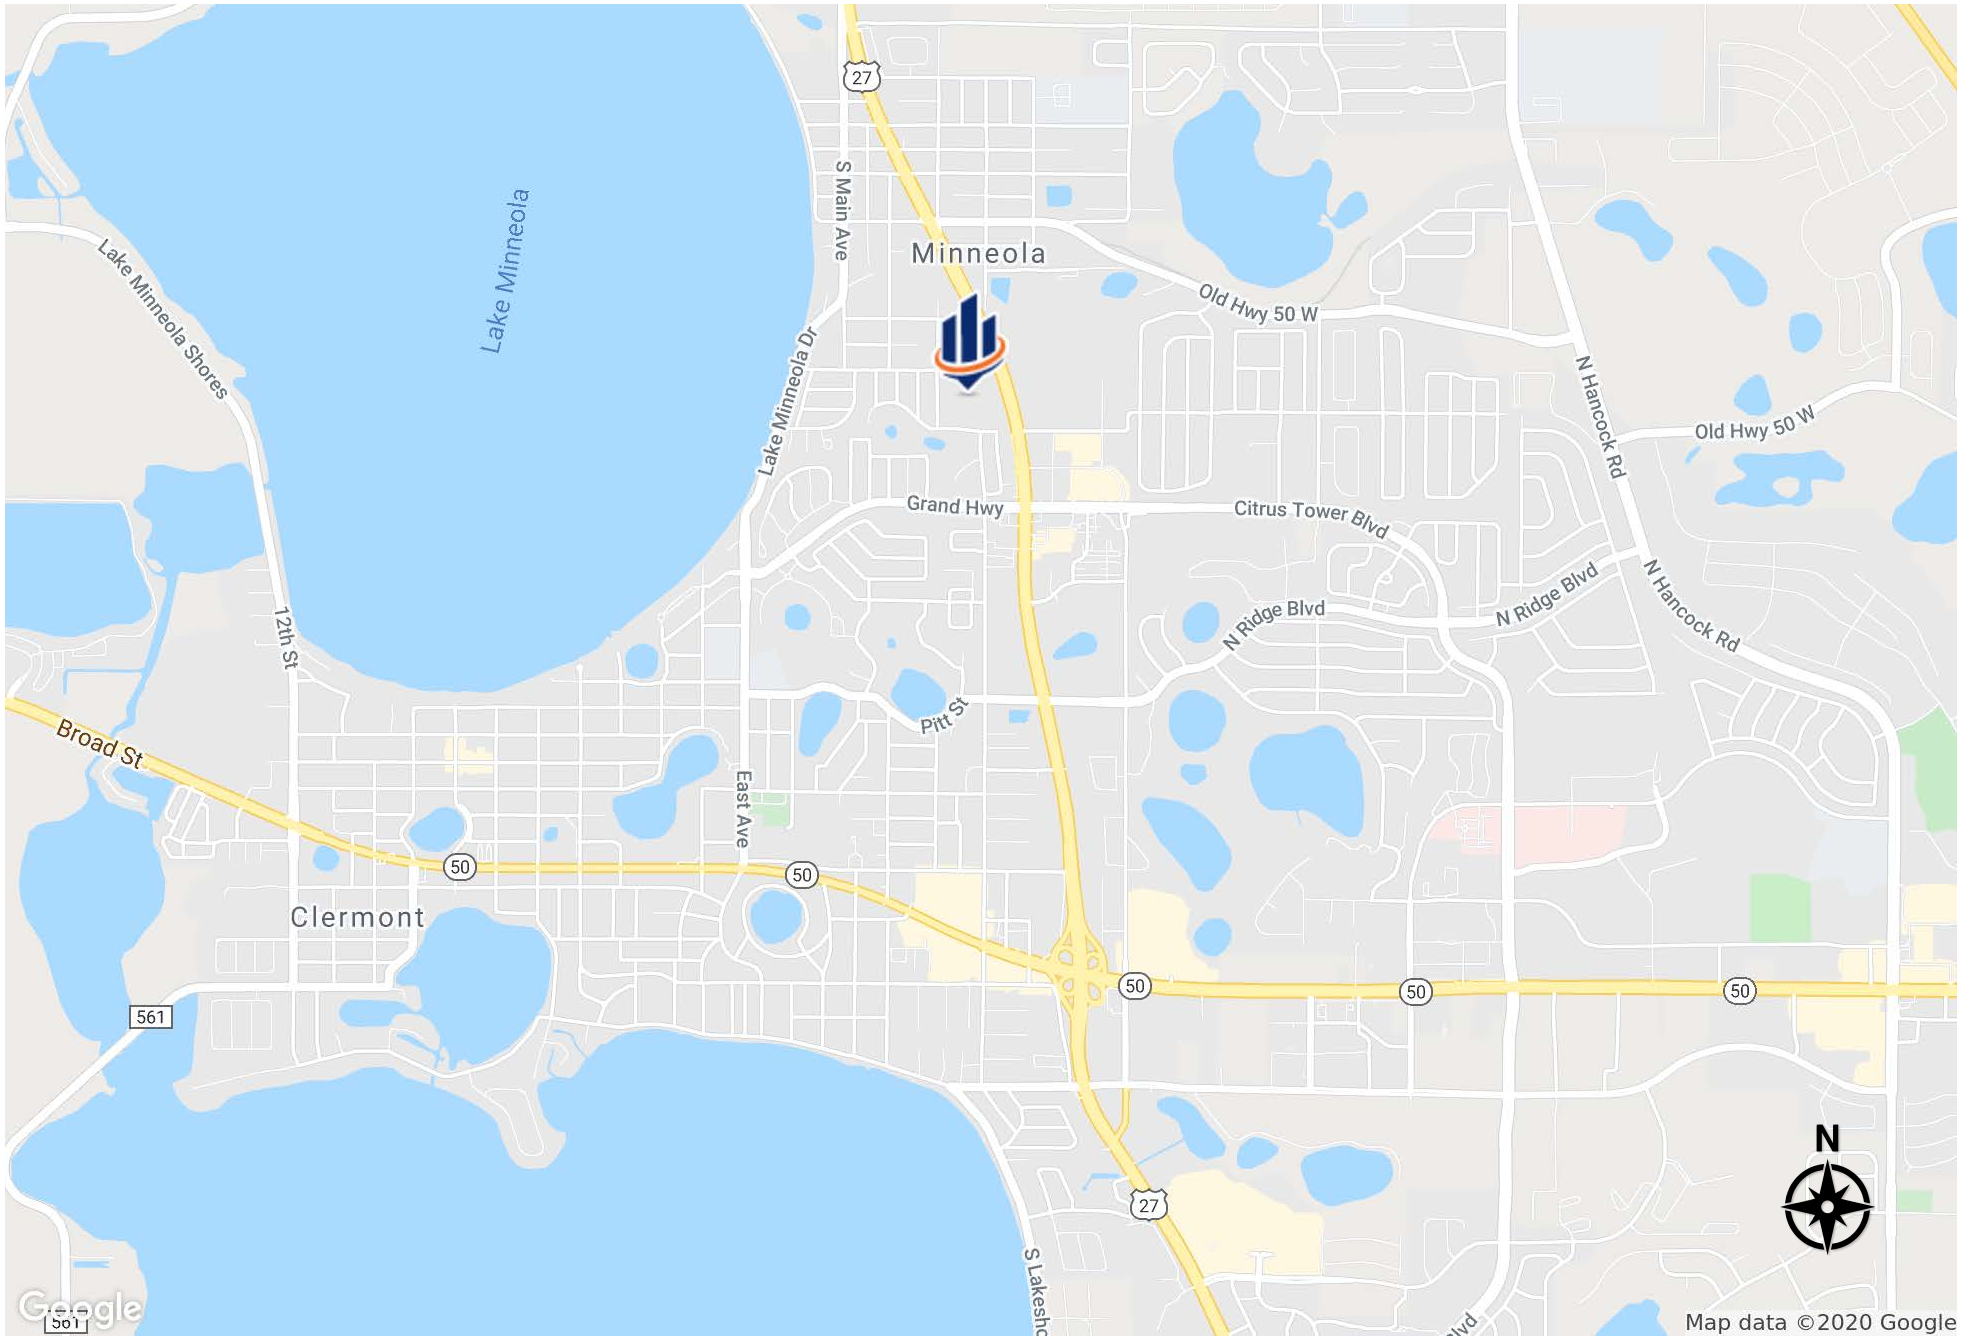 27
S Main Ave
Lake Minneola
Minneola
Lake Minneola Shores
Old Hwy 50 W
Lake Minneola Dr
N Hancock Rd
Old Hwy 50 W
Grand Hwy
Citrus Tower Blvd
N Ridge Blvd
N Ridge Blvd
N Hancock Rd
12th St
Pitt St
Broad St
East Ave
50
50
Clermont
50
50
50
561
N
27
S Lakesho
Google
561
lvd
Map data ©2020 Google